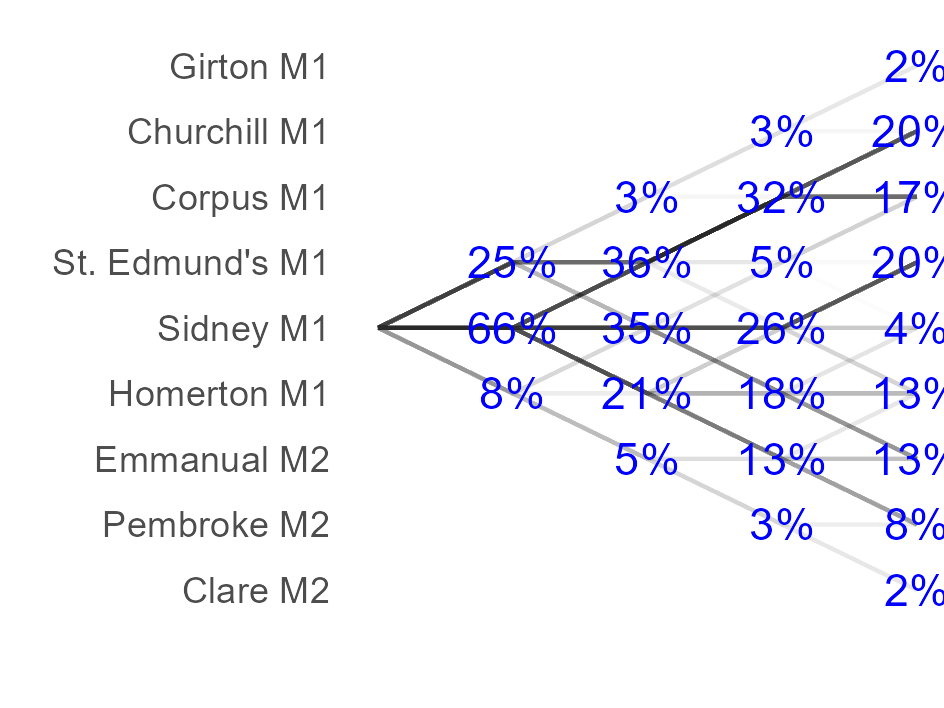 Girton M1 2%
Churchill M1 3% 20%
Corpus M1 3% 32% 17%
St. Edmund's M1 25% 36% 5% 20%
Sidney M1 66% 35% 26% 4%
Homerton M1 8% 21% 18% 13%
Emmanual M2 5% 13% 13%
Pembroke M2 3% 8%
Clare M2 2%